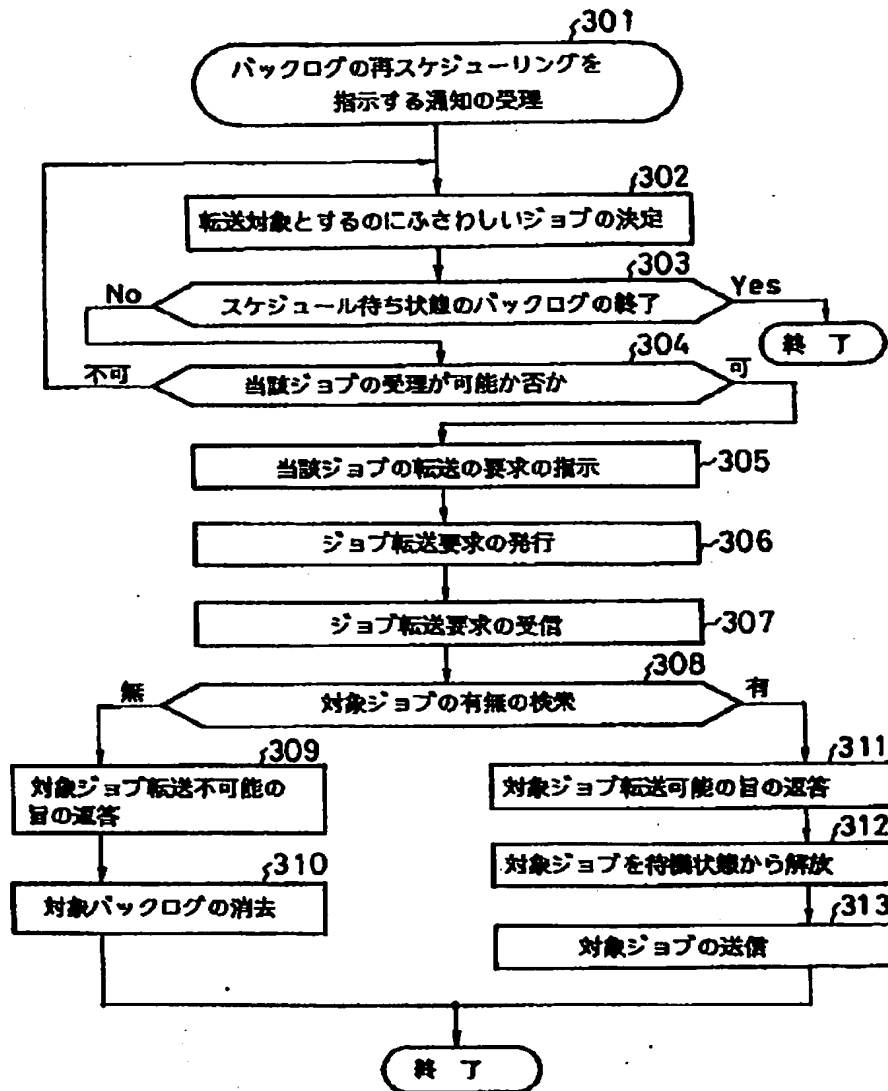 301
バックログの再スケジューリングを
指示する通知の受理
302
転送対象とするのにふさわしいジョブの決定
303
No
スケジュール待ち状態のバックログの終了
Yes
終了
304
不可
当該ジョブの受理が可能か否か
可
当該ジョブの転送の要求の指示
305
ジョブ転送要求の発行
306
ジョブ転送要求の受信
307
308
無
対象ジョブの有無の検索
有
309
対象ジョブ転送不可能の
旨の返答
310
対象バックログの消去
311
対象ジョブ転送可能の旨の返答
312
対象ジョブを待機状態から解放
313
対象ジョブの送信
終了